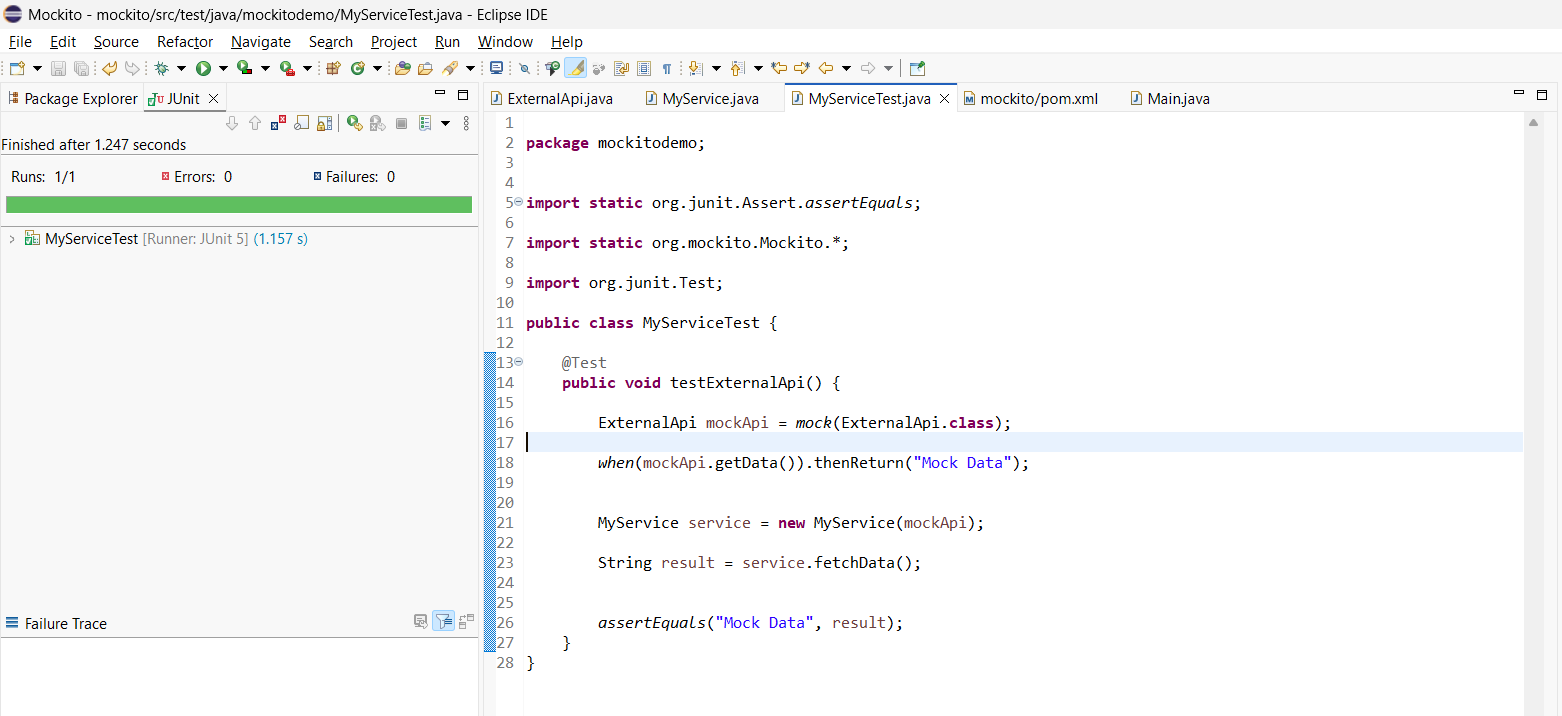 Mockito - mockito/src/test/java/mockitodemo/MyServiceTest.java - Eclipse IDE
File Edit Source Refactor Navigate Search Project Run Window Help
Package Explorer JUnit
Finished after 1.247 seconds
Runs: 1/1 Errors: 0 Failures: 0
MyServiceTest [Runner: JUnit 5] (1.157 s)
Failure Trace
ExternalApi.java MyService.java MyServiceTest.java mockito/pom.xml Main.java
1
2 package mockitodemo;
3
4
5 import static org.junit.Assert.assertEquals;
6
7 import static org.mockito.Mockito.*;
8
9 import org.junit.Test;
10
11 public class MyServiceTest {
12
13     @Test
14     public void testExternalApi() {
15
16         ExternalApi mockApi = mock(ExternalApi.class);
17
18         when(mockApi.getData()).thenReturn("Mock Data");
19
20
21         MyService service = new MyService(mockApi);
22
23         String result = service.fetchData();
24
25
26         assertEquals("Mock Data", result);
27     }
28 }